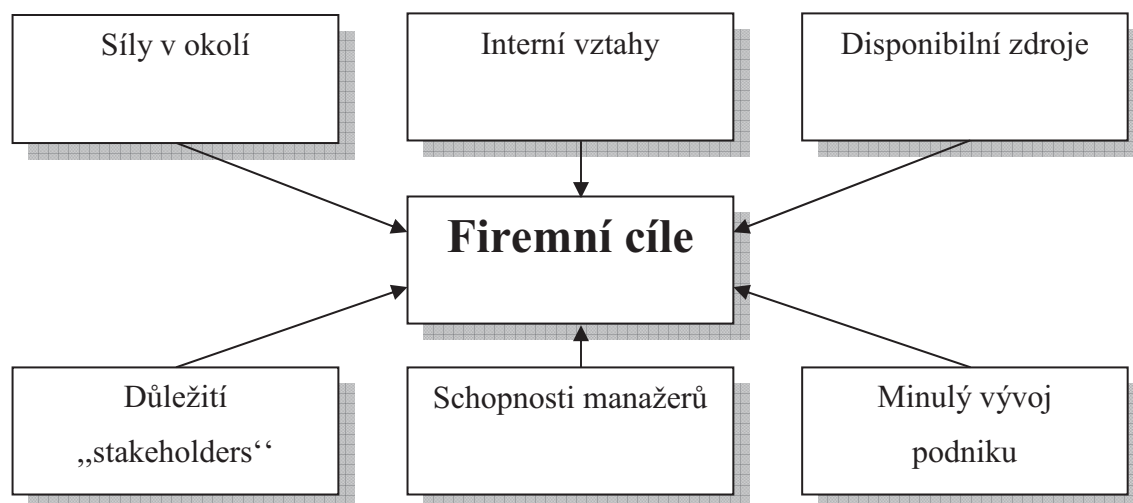 Síly v okolí
Interní vztahy
Disponibilní zdroje
Firemní cíle
Důležití
,,stakeholders‘‘
Schopnosti manažerů
Minulý vývoj
podniku